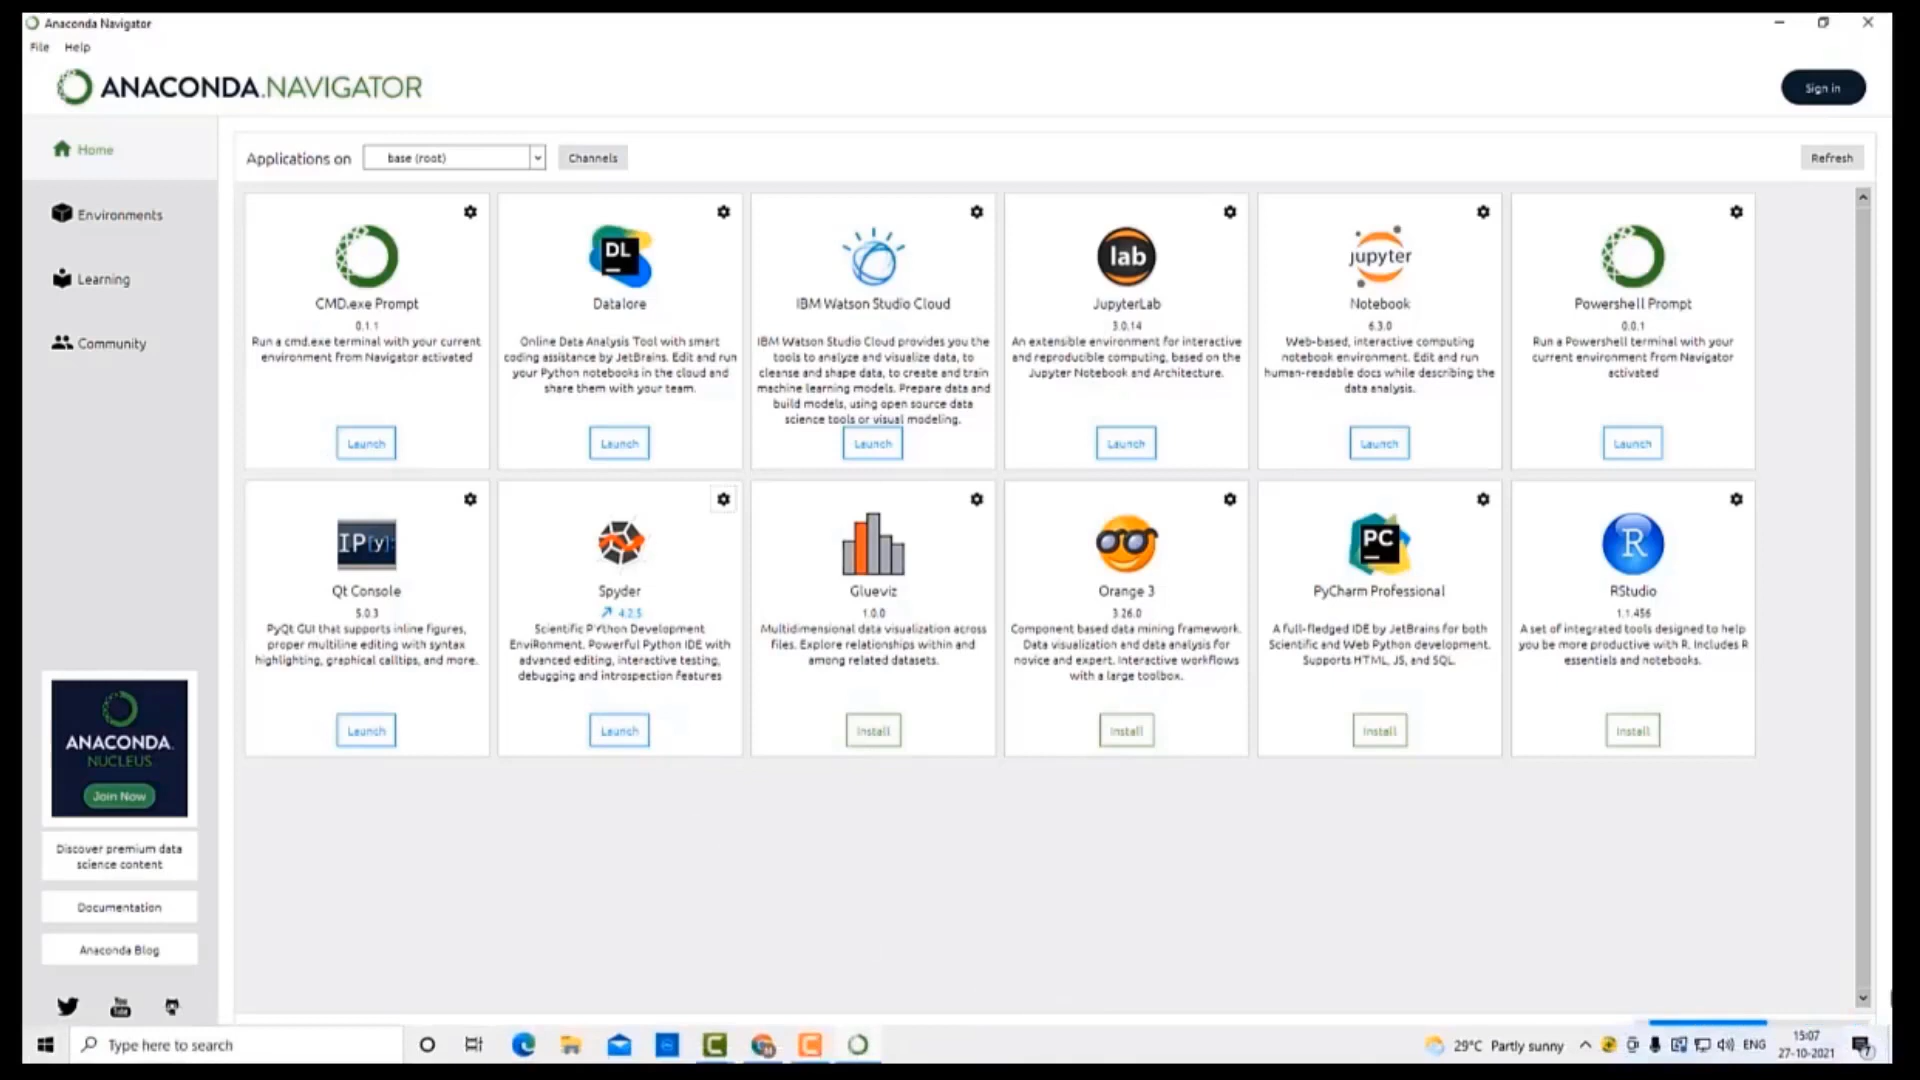 Anaconda Navigator
File Help
ANACONDA.NAVIGATOR
Sign in
Home
Environments
Learning
Community
Applications on base (root) Channels Refresh
CMD.exe Prompt
0.1.1
Run a cmd.exe terminal with your current
environment from Navigator activated
Launch
DL
Datalore
Online Data Analysis Tool with smart
coding assistance by JetBrains. Edit and run
your Python notebooks in the cloud and
share them with your team.
Launch
IBM Watson Studio Cloud
IBM Watson Studio Cloud provides you the
tools to analyze and visualize data, to
cleanse and shape data, to create and train
machine learning models. Prepare data and
build models, using open source data
science tools or visual modeling.
Launch
lab
JupyterLab
3.0.14
An extensible environment for interactive
and reproducible computing, based on the
Jupyter Notebook and Architecture.
Launch
jupyter
Notebook
6.3.0
Web-based, interactive computing
notebook environment. Edit and run
human-readable docs while describing the
data analysis.
Launch
Powershell Prompt
0.0.1
Run a Powershell terminal with your
current environment from Navigator
activated
Launch
IP[y]:
Qt Console
5.0.3
PyQt GUI that supports inline figures,
proper multiline editing with syntax
highlighting, graphical calltips, and more.
Launch
Spyder
4.2.5
Scientific PYthon Development
EnviRonment. Powerful Python IDE with
advanced editing, interactive testing,
debugging and introspection features
Launch
Glueviz
1.0.0
Multidimensional data visualization across
files. Explore relationships within and
among related datasets.
Install
Orange 3
3.26.0
Component based data mining framework.
Data visualization and data analysis for
novice and expert. Interactive workflows
with a large toolbox.
Install
PC
PyCharm Professional
A full-fledged IDE by JetBrains for both
Scientific and Web Python development.
Supports HTML, JS, and SQL.
Install
R
RStudio
1.1.456
A set of integrated tools designed to help
you be more productive with R. Includes R
essentials and notebooks.
Install
ANACONDA.
NUCLEUS
Join Now
Discover premium data
science content
Documentation
Anaconda Blog
You
Tube
Type here to search
29°C Partly sunny
ENG
15:07
27-10-2021
7